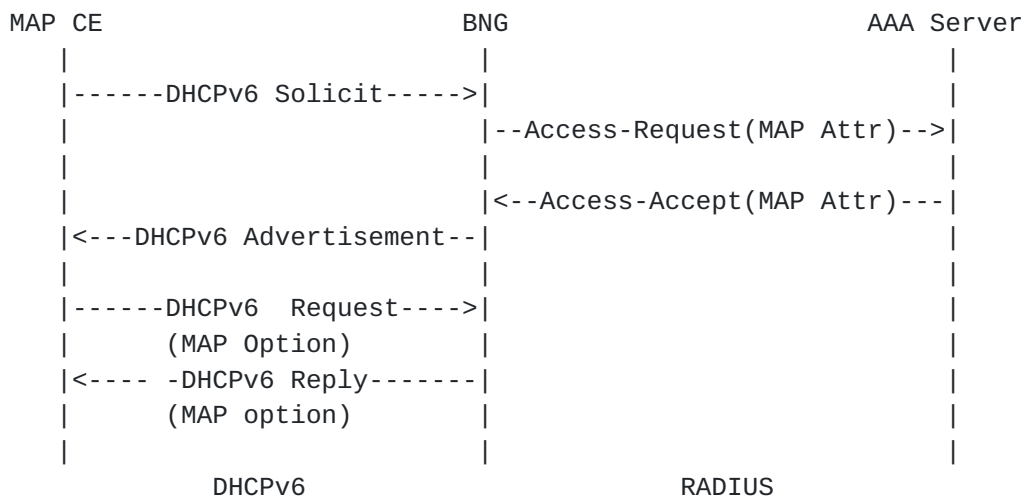 MAP CE                         BNG                       AAA Server
   |                            |                              |
   |------DHCPv6 Solicit----->|                              |
   |                            |--Access-Request(MAP Attr)-->|
   |                            |                              |
   |                            |<--Access-Accept(MAP Attr)---|
   |<---DHCPv6 Advertisement--|                              |
   |                            |                              |
   |------DHCPv6  Request---->|                              |
   |      (MAP Option)          |                              |
   |<---- -DHCPv6 Reply-------|                              |
   |      (MAP option)          |                              |
   |                            |                              |
             DHCPv6                        RADIUS